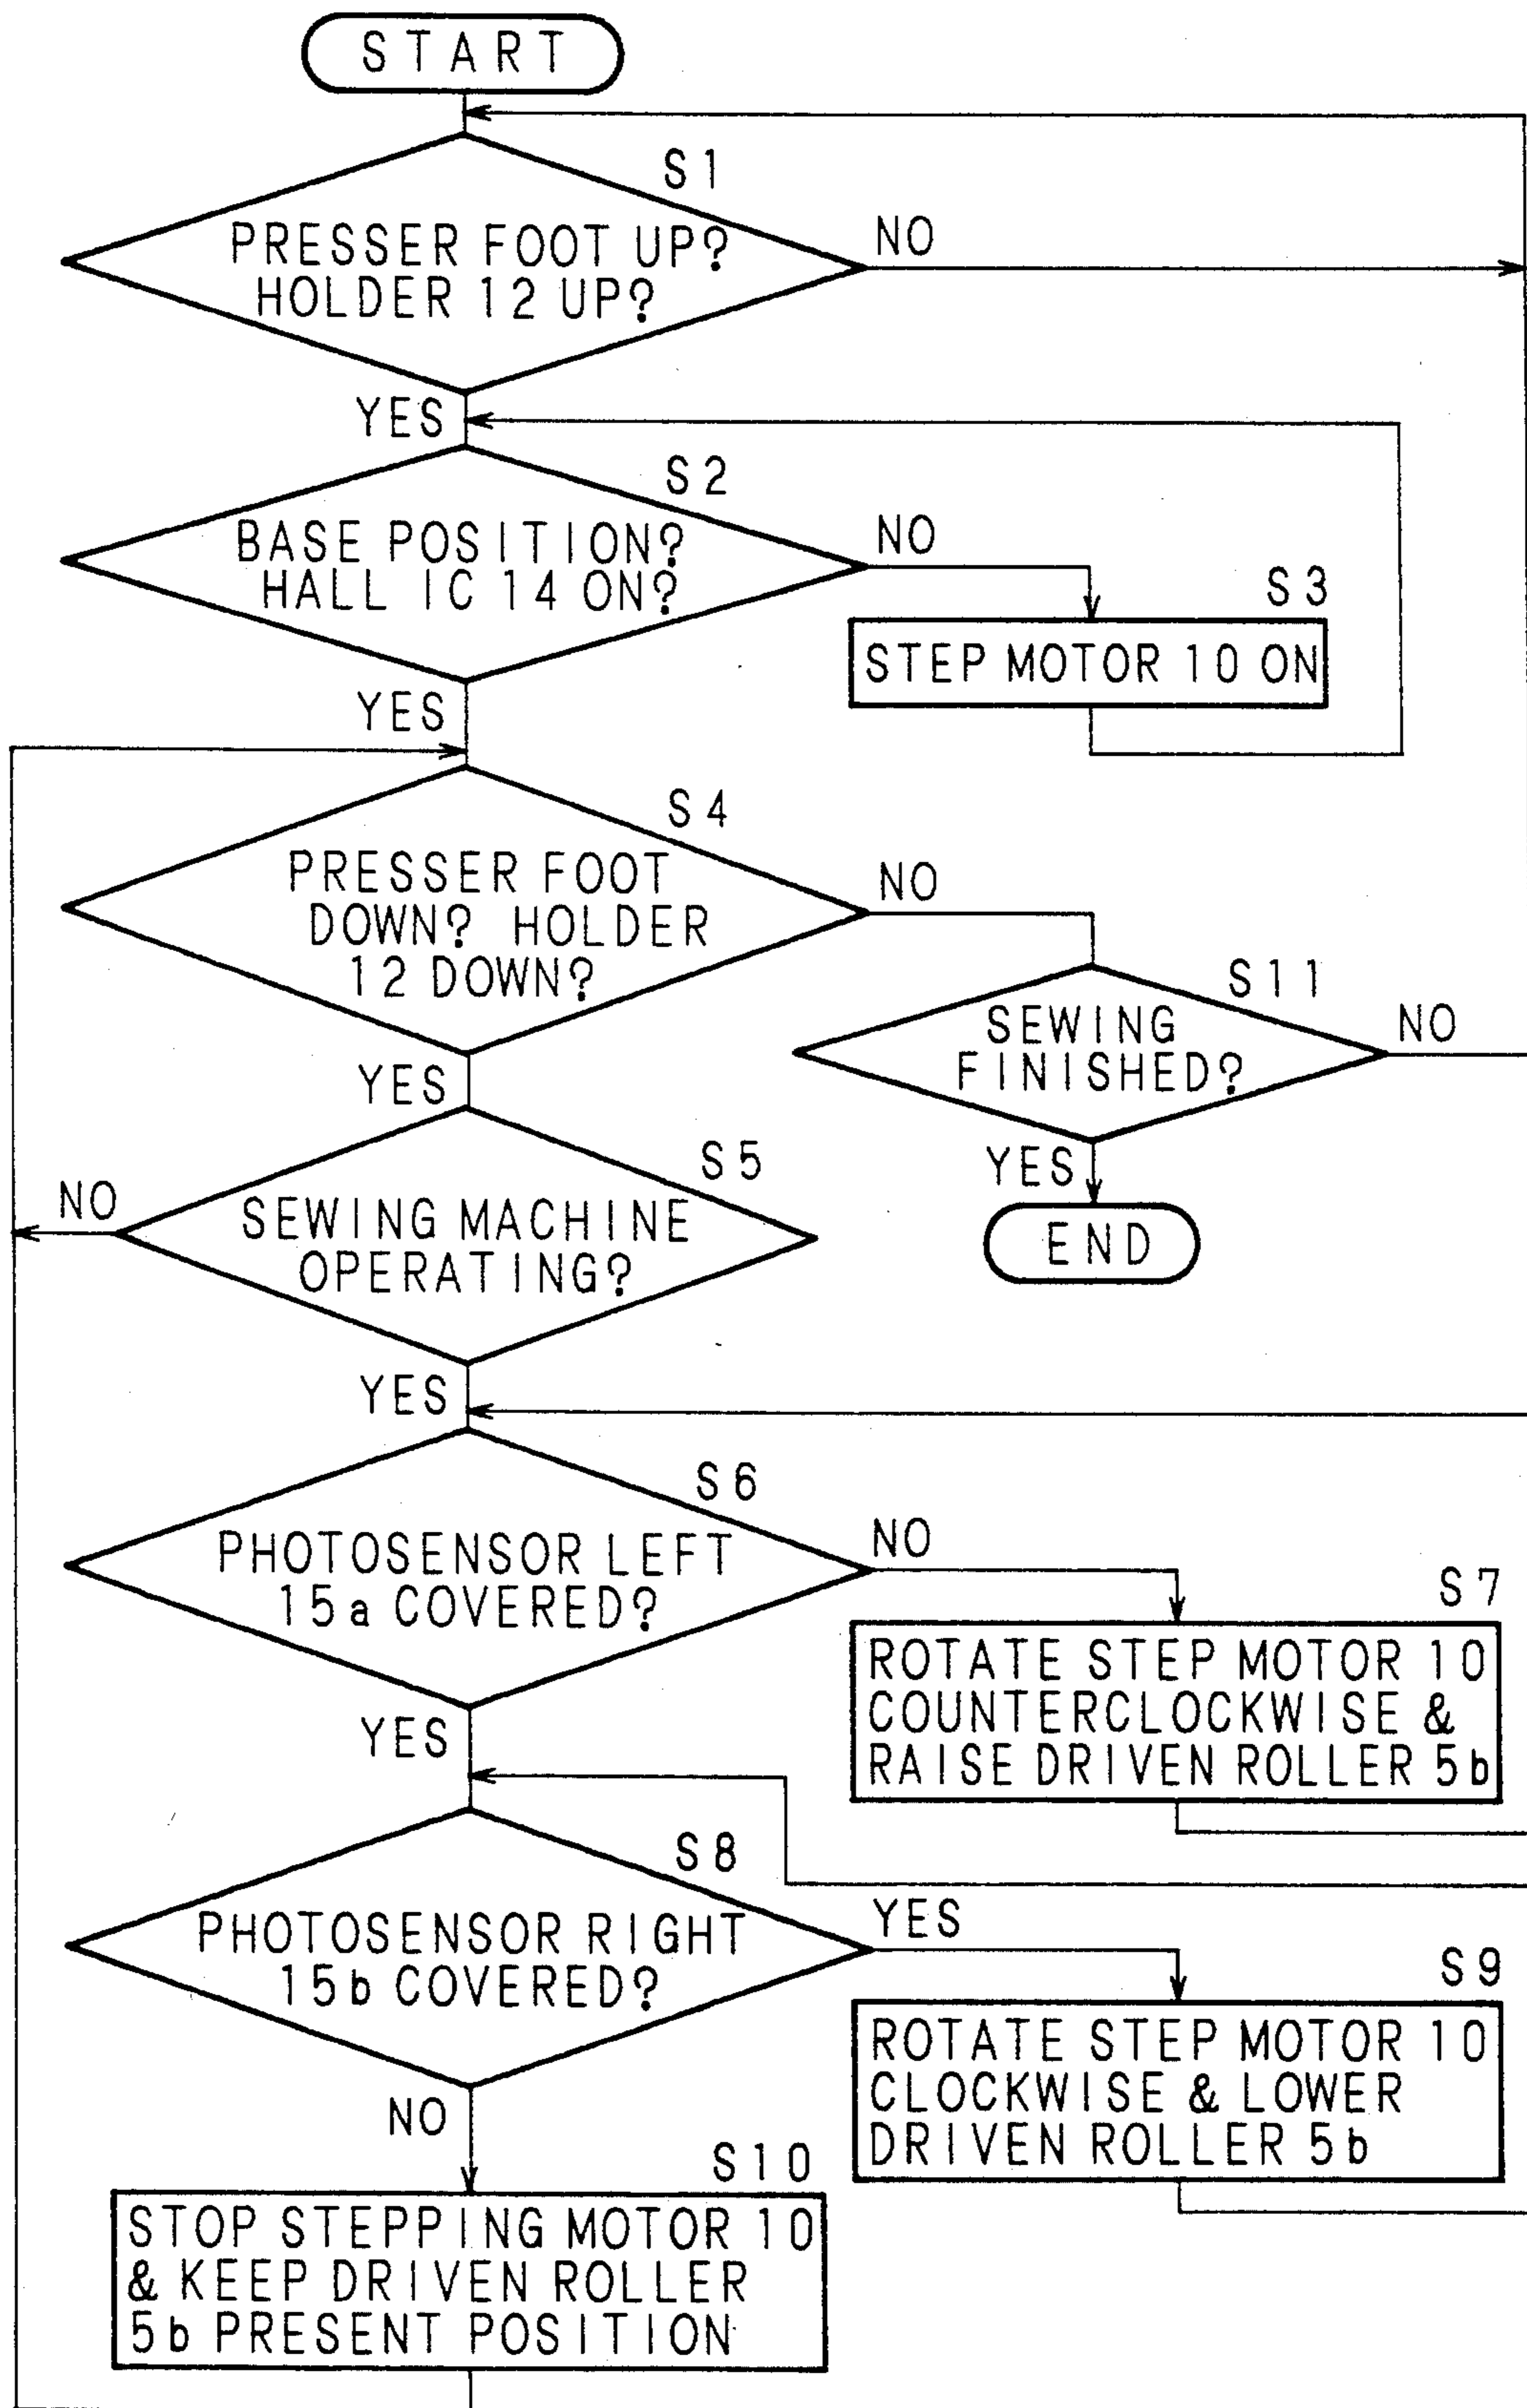 START
S1
PRESSER FOOT UP?
HOLDER 12 UP?
NO
YES
S2
BASE POSITION?
HALL IC 14 ON?
NO
S3
STEP MOTOR 10 ON
YES
S4
PRESSER FOOT
DOWN? HOLDER
12 DOWN?
NO
S11
SEWING
FINISHED?
NO
YES
YES
END
S5
SEWING MACHINE
OPERATING?
NO
YES
S6
PHOTOSENSOR LEFT
15a COVERED?
NO
S7
ROTATE STEP MOTOR 10
COUNTERCLOCKWISE &
RAISE DRIVEN ROLLER 5b
YES
S8
PHOTOSENSOR RIGHT
15b COVERED?
YES
S9
ROTATE STEP MOTOR 10
CLOCKWISE & LOWER
DRIVEN ROLLER 5b
NO
S10
STOP STEPPING MOTOR 10
& KEEP DRIVEN ROLLER
5b PRESENT POSITION